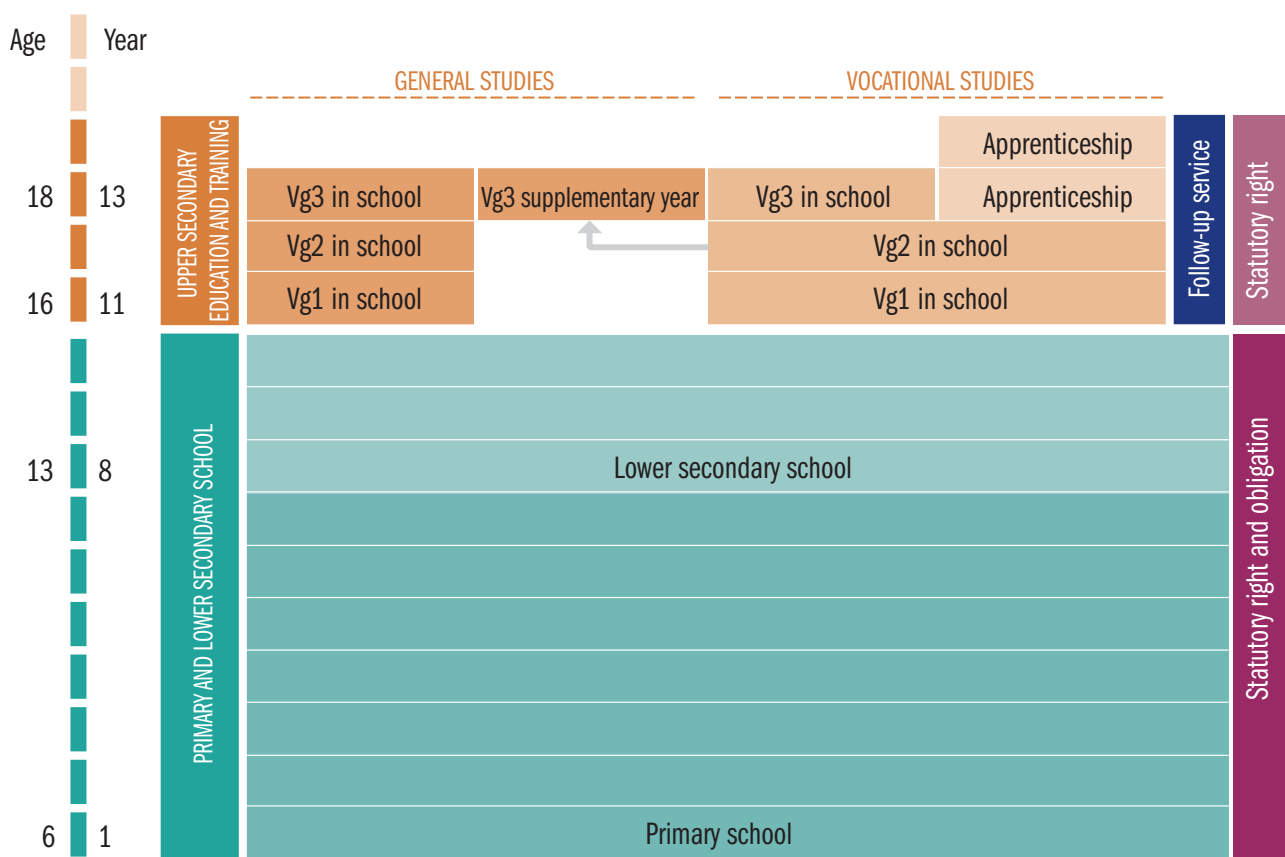 Age
Year
GENERAL STUDIES
VOCATIONAL STUDIES
UPPER SECONDARY
EDUCATION AND TRAINING
Apprenticeship
18
13
Vg3 in school
Vg3 supplementary year
Vg3 in school
Apprenticeship
Vg2 in school
Vg2 in school
16
11
Vg1 in school
Vg1 in school
Follow-up service
Statutory right
PRIMARY AND LOWER SECONDARY SCHOOL
13
8
Lower secondary school
Statutory right and obligation
6
1
Primary school